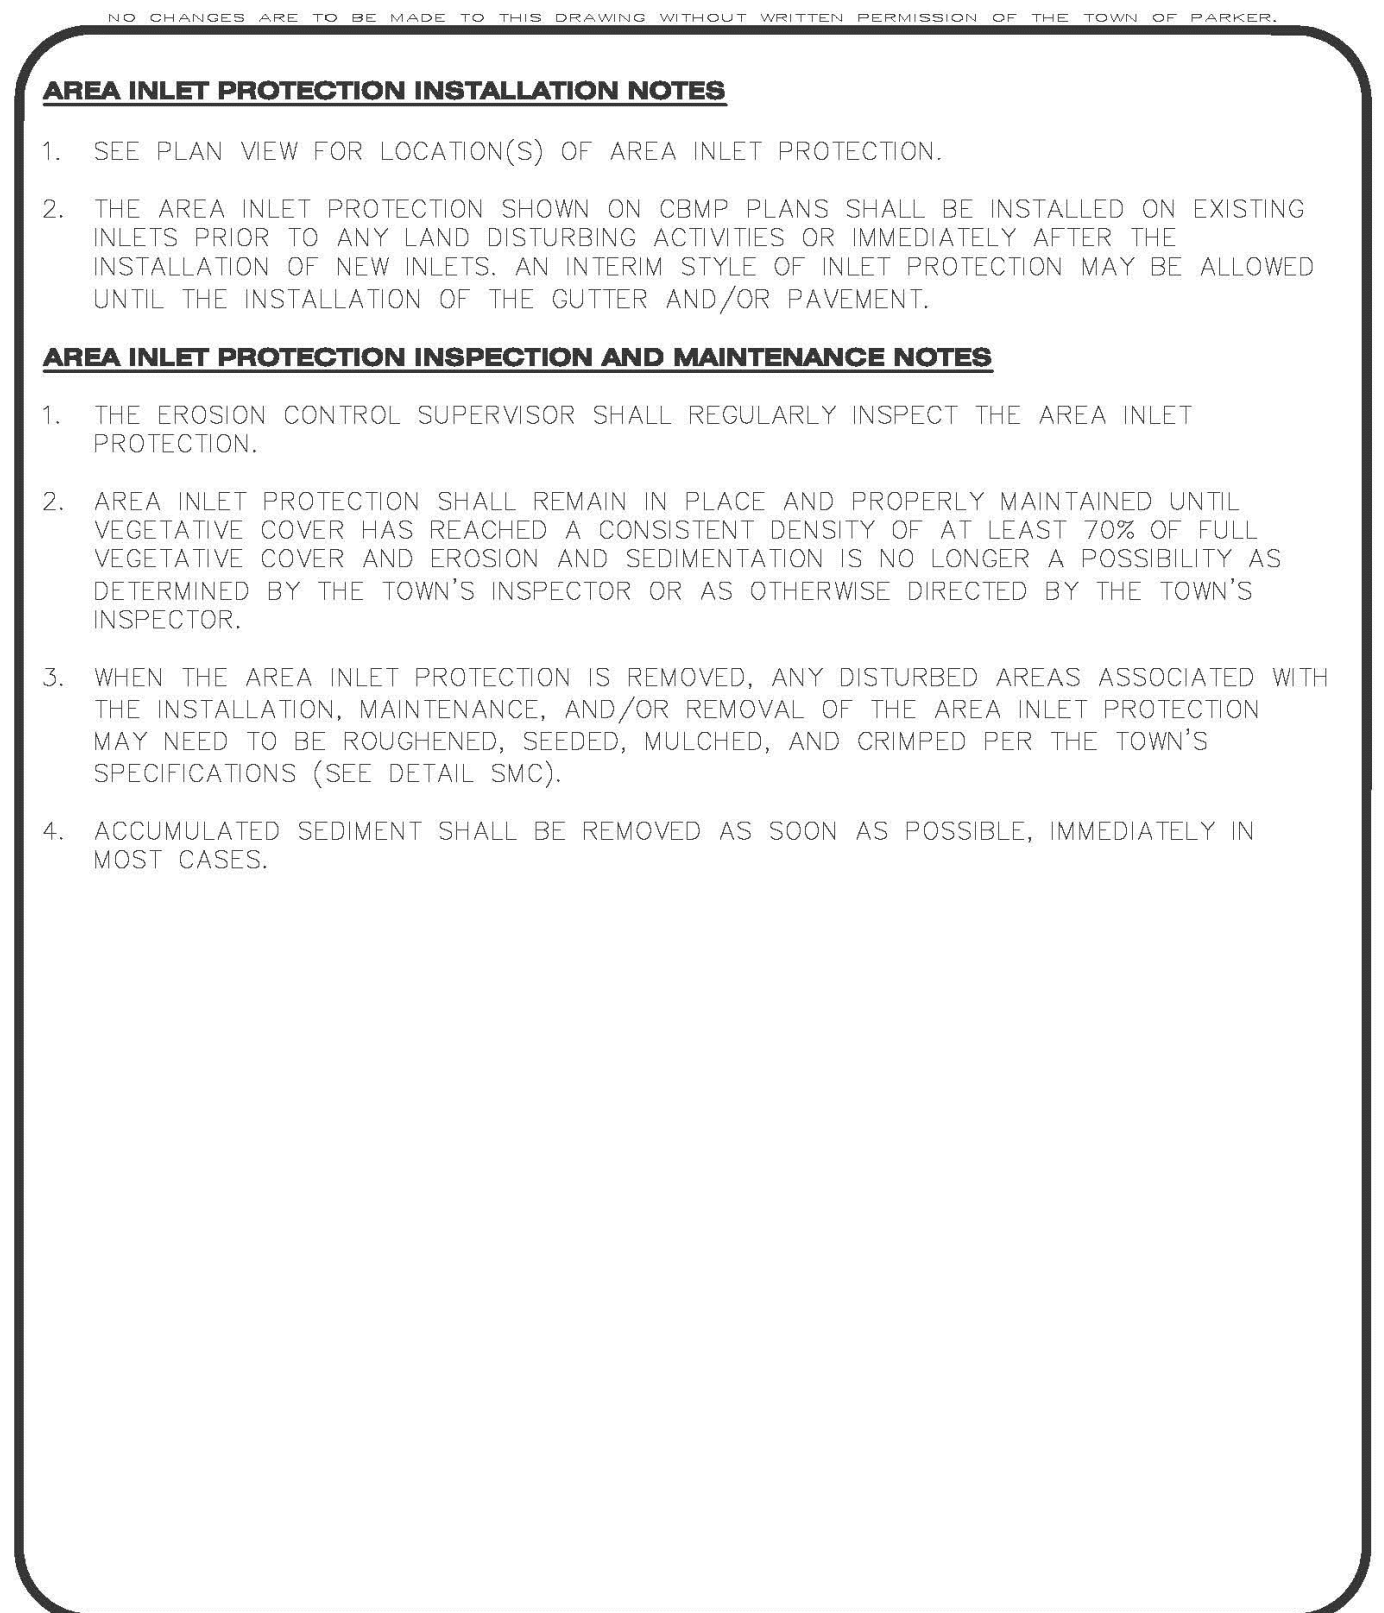 NO CHANGES ARE TO BE MADE TO THIS DRAWING WITHOUT WRITTEN PERMISSION OF THE TOWN OF PARKER.
AREA INLET PROTECTION INSTALLATION NOTES
1. SEE PLAN VIEW FOR LOCATION(S) OF AREA INLET PROTECTION.
2. THE AREA INLET PROTECTION SHOWN ON CBMP PLANS SHALL BE INSTALLED ON EXISTING
INLETS PRIOR TO ANY LAND DISTURBING ACTIVITIES OR IMMEDIATELY AFTER THE
INSTALLATION OF NEW INLETS. AN INTERIM STYLE OF INLET PROTECTION MAY BE ALLOWED
UNTIL THE INSTALLATION OF THE GUTTER AND/OR PAVEMENT.
AREA INLET PROTECTION INSPECTION AND MAINTENANCE NOTES
1. THE EROSION CONTROL SUPERVISOR SHALL REGULARLY INSPECT THE AREA INLET
PROTECTION.
2. AREA INLET PROTECTION SHALL REMAIN IN PLACE AND PROPERLY MAINTAINED UNTIL
VEGETATIVE COVER HAS REACHED A CONSISTENT DENSITY OF AT LEAST 70% OF FULL
VEGETATIVE COVER AND EROSION AND SEDIMENTATION IS NO LONGER A POSSIBILITY AS
DETERMINED BY THE TOWN'S INSPECTOR OR AS OTHERWISE DIRECTED BY THE TOWN'S
INSPECTOR.
3. WHEN THE AREA INLET PROTECTION IS REMOVED, ANY DISTURBED AREAS ASSOCIATED WITH
THE INSTALLATION, MAINTENANCE, AND/OR REMOVAL OF THE AREA INLET PROTECTION
MAY NEED TO BE ROUGHENED, SEEDED, MULCHED, AND CRIMPED PER THE TOWN'S
SPECIFICATIONS (SEE DETAIL SMC).
4. ACCUMULATED SEDIMENT SHALL BE REMOVED AS SOON AS POSSIBLE, IMMEDIATELY IN
MOST CASES.